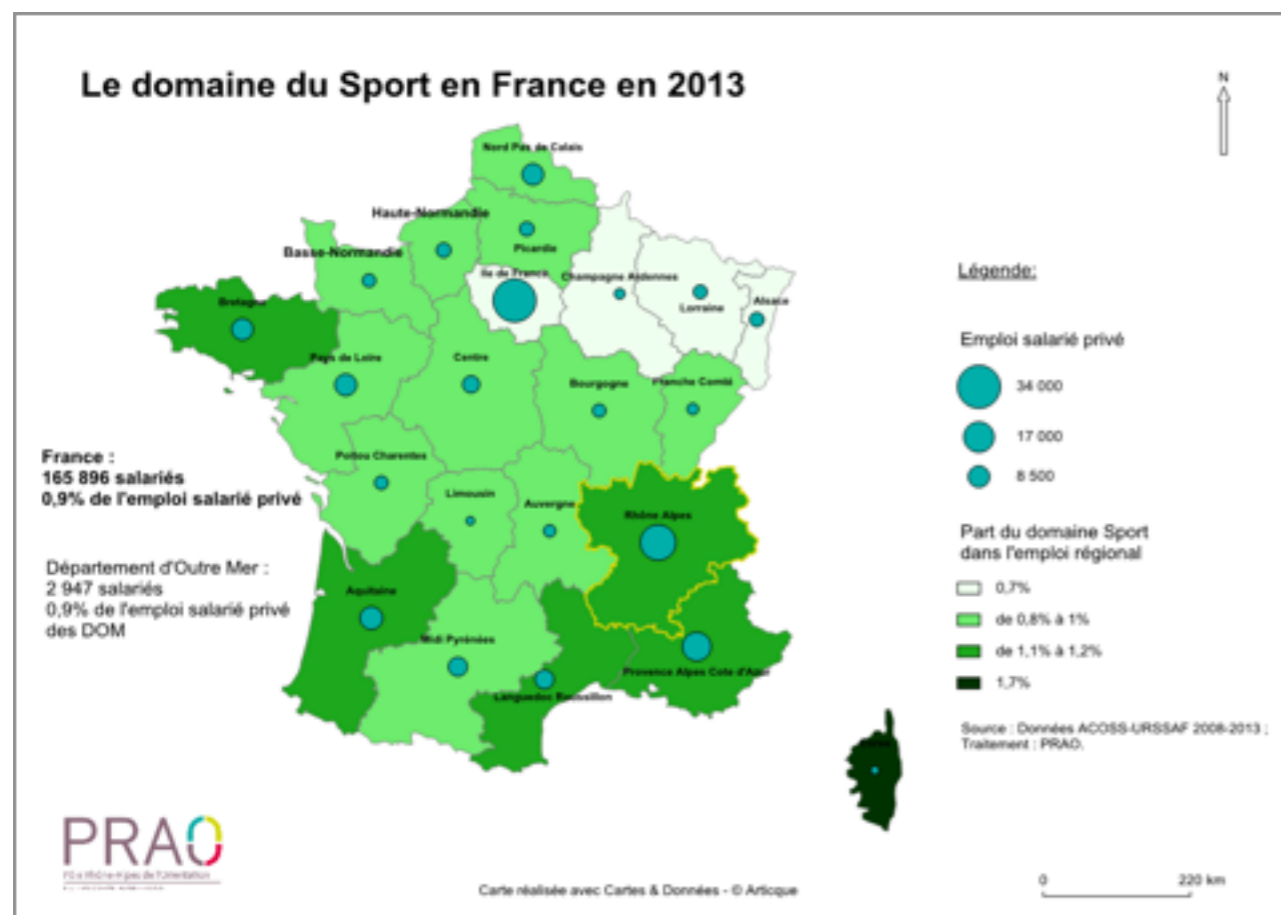 Le domaine du Sport en France en 2013
N
Nord Pas de Calais
Haute-Normandie
Picardie
Basse-Normandie
Ile de France
Champagne Ardennes
Lorraine
Alsace
Bretagne
Pays de Loire
Centre
Bourgogne
Franche Comté
Poitou Charentes
Limousin
Auvergne
Rhône Alpes
Aquitaine
Midi Pyrénées
Languedoc Roussillon
Provence Alpes Cote d'Azur
France :
165 896 salariés
0,9% de l'emploi salarié privé
Département d'Outre Mer :
2 947 salariés
0,9% de l'emploi salarié privé
des DOM
Légende:
Emploi salarié privé
34 000
17 000
8 500
Part du domaine Sport
dans l'emploi régional
0,7%
de 0,8% à 1%
de 1,1% à 1,2%
1,7%
Source : Données ACOSS-URSSAF 2008-2013 ;
Traitement : PRAO.
PRAO
Pôle Rhône-Alpes de l'Orientation
Carte réalisée avec Cartes & Données - © Articque
0 220 km